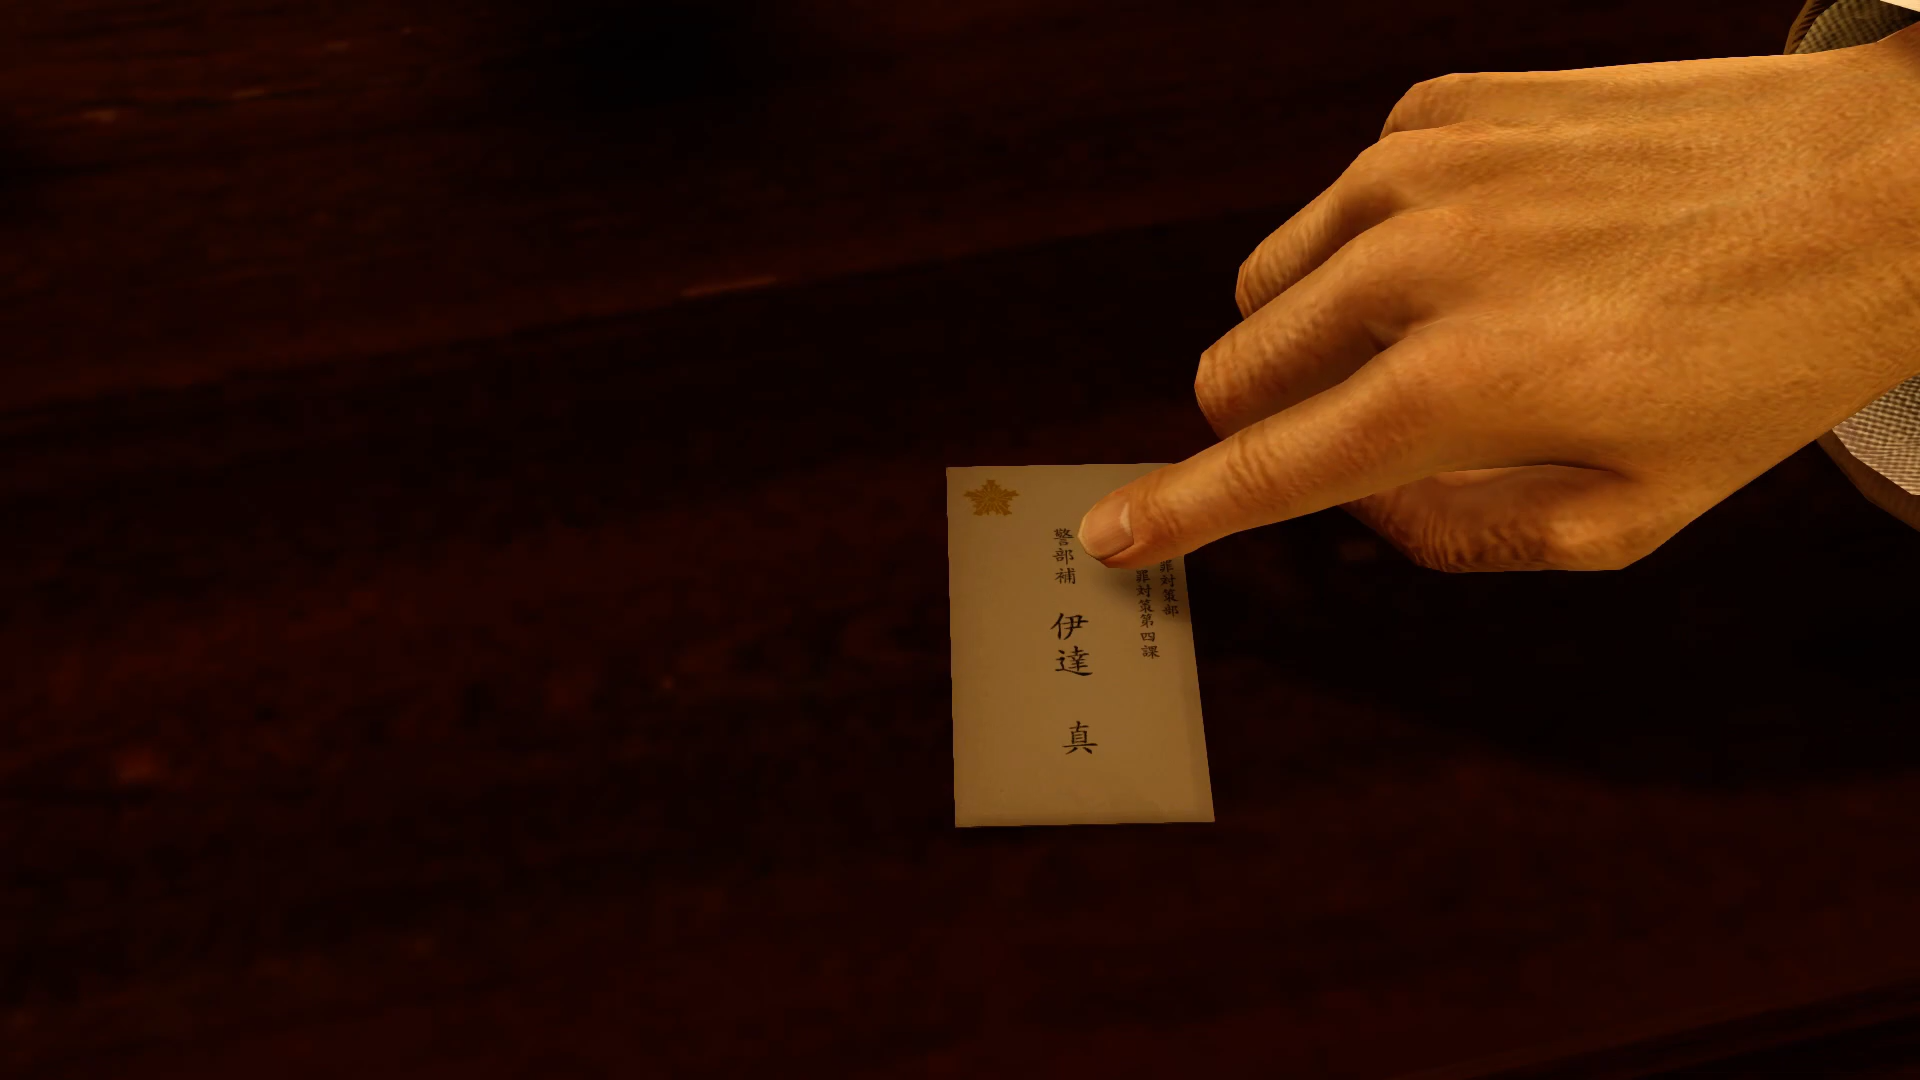 罪対策部
罪対策第四課
警部補 伊達 真